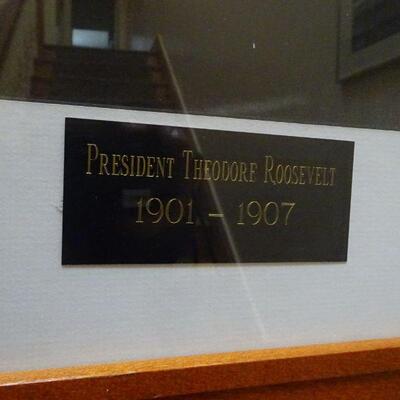 PRESIDENT THEODORE ROOSEVELT
1901 - 1907